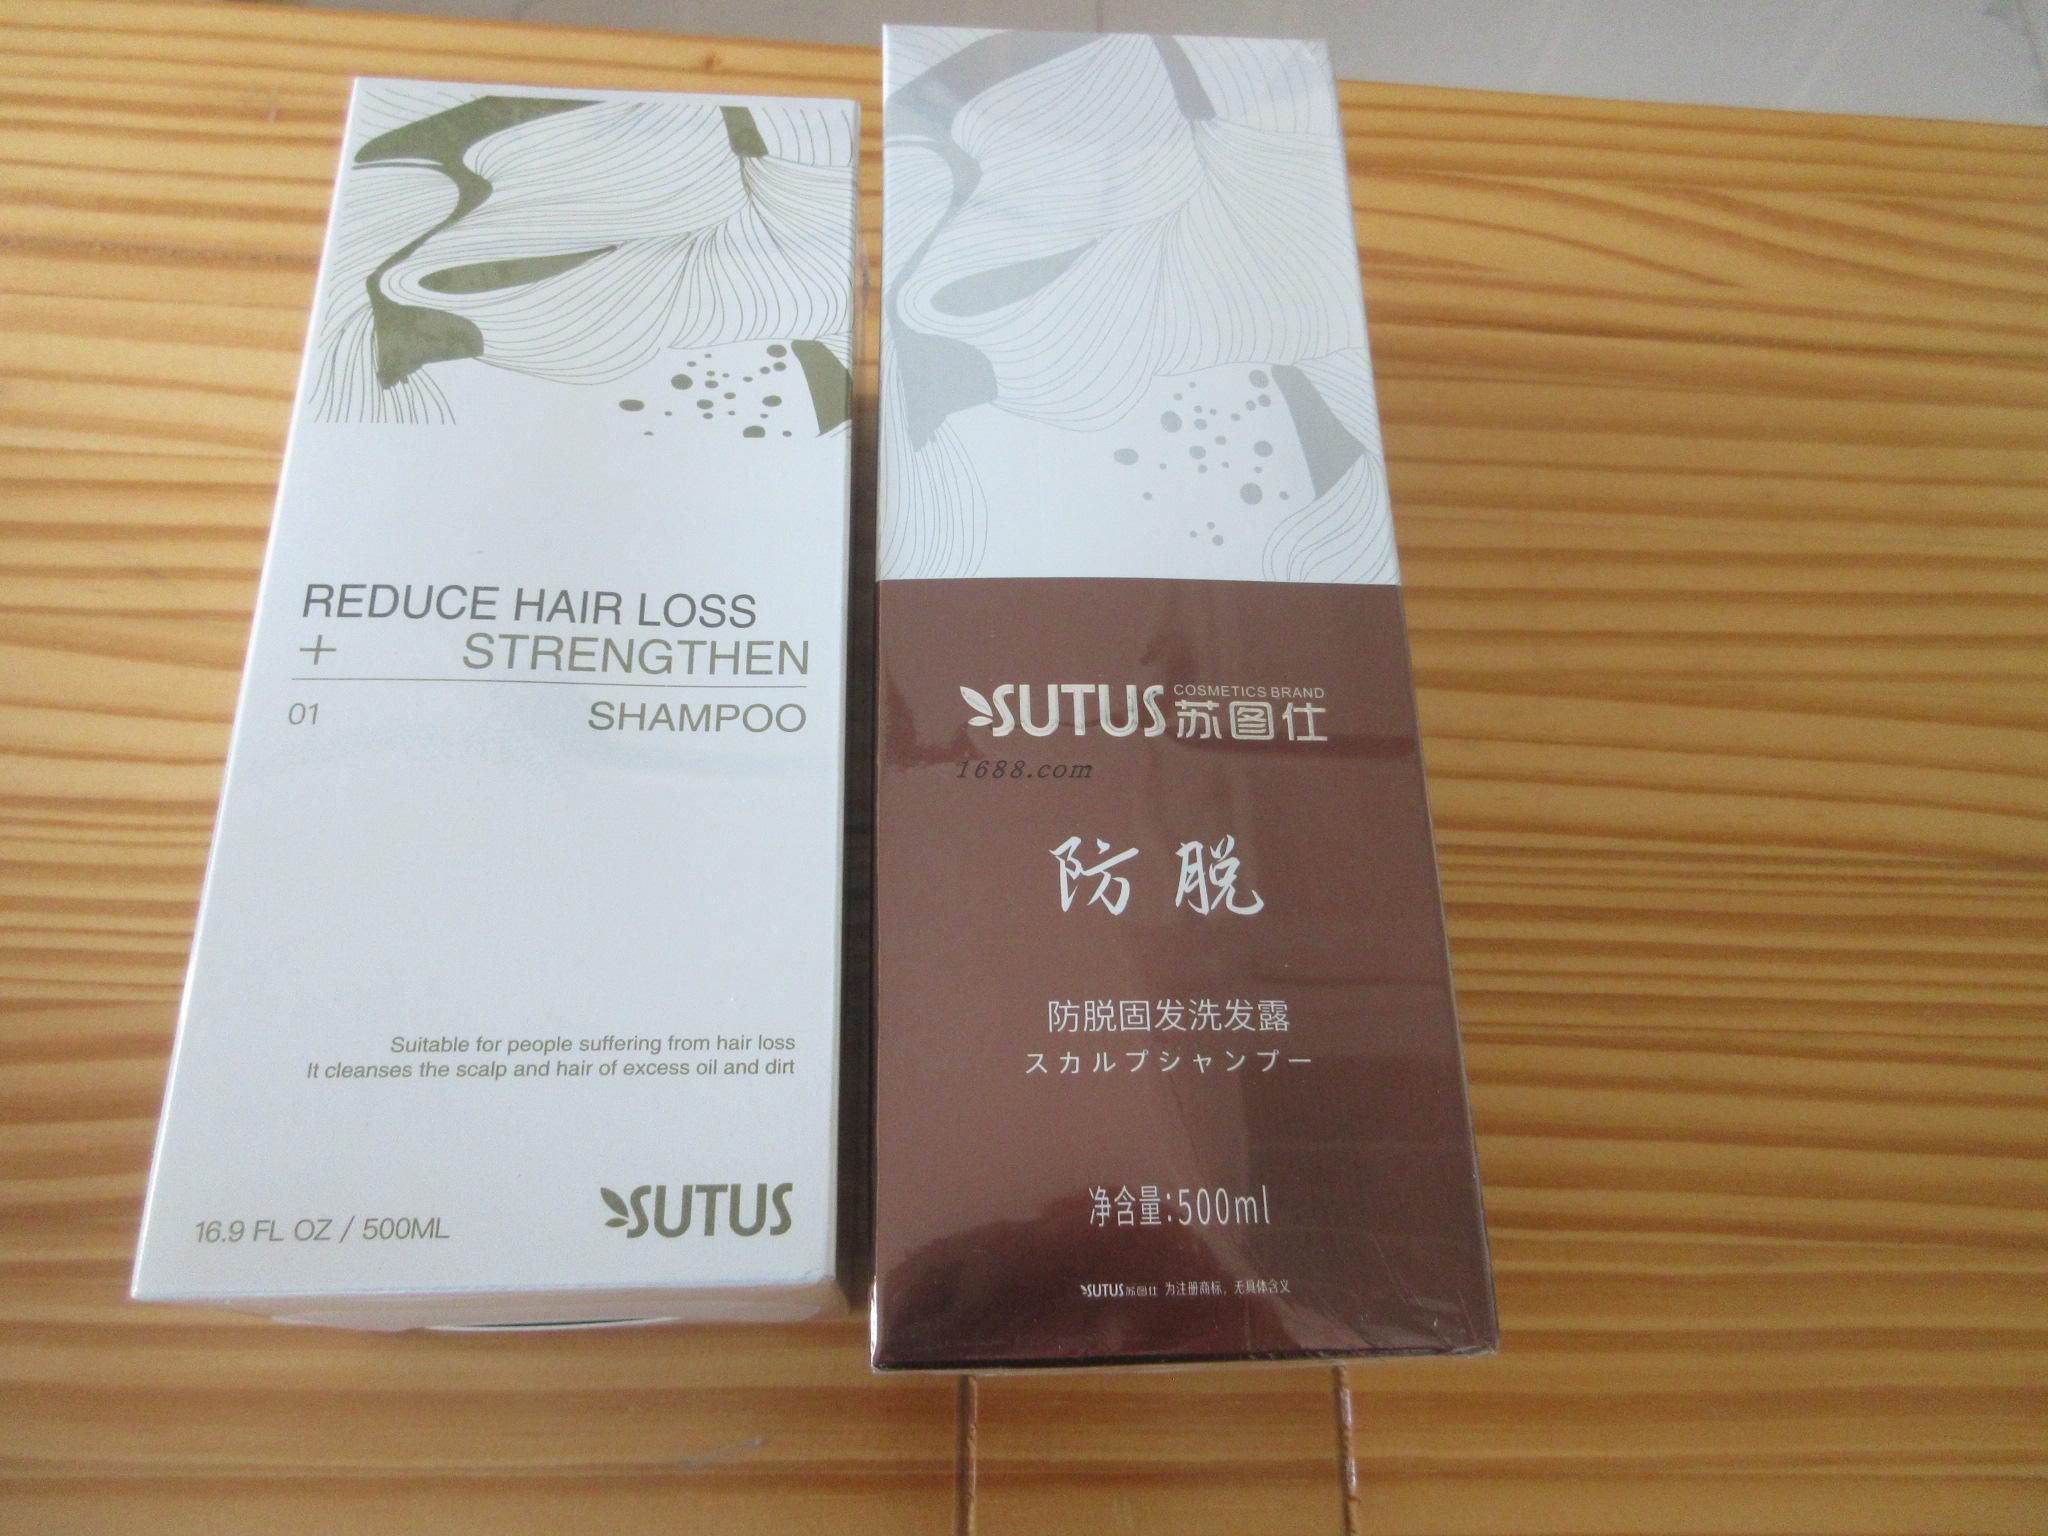 REDUCE HAIR LOSS
+ STRENGTHEN
01 SHAMPOO
Suitable for people suffering from hair loss
It cleanses the scalp and hair of excess oil and dirt
16.9 FL OZ / 500ML
SUTUS
SUTUS COSMETICS BRAND
苏图仕
1688.com
防脱
防脱固发洗发露
スカルプシャンプー
净含量:500ml
SUTUS苏图仕 为注册商标，无具体含义